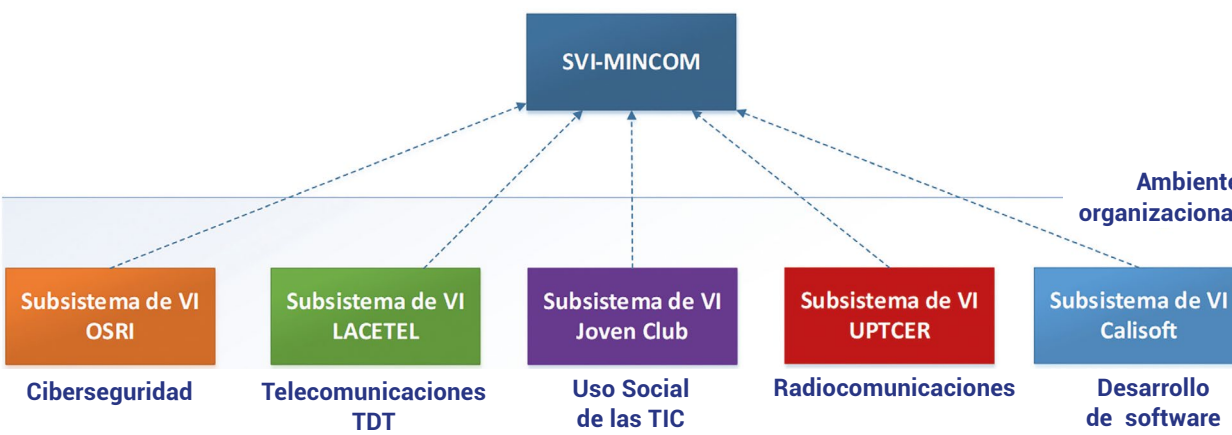 SVI-MINCOM
Ambiente
organizaciona
Subsistema de VI
OSRI
Subsistema de VI
LACETEL
Subsistema de VI
Joven Club
Subsistema de VI
UPTCER
Subsistema de VI
Calisoft
Ciberseguridad
Telecomunicaciones
TDT
Uso Social
de las TIC
Radiocomunicaciones
Desarrollo
de software